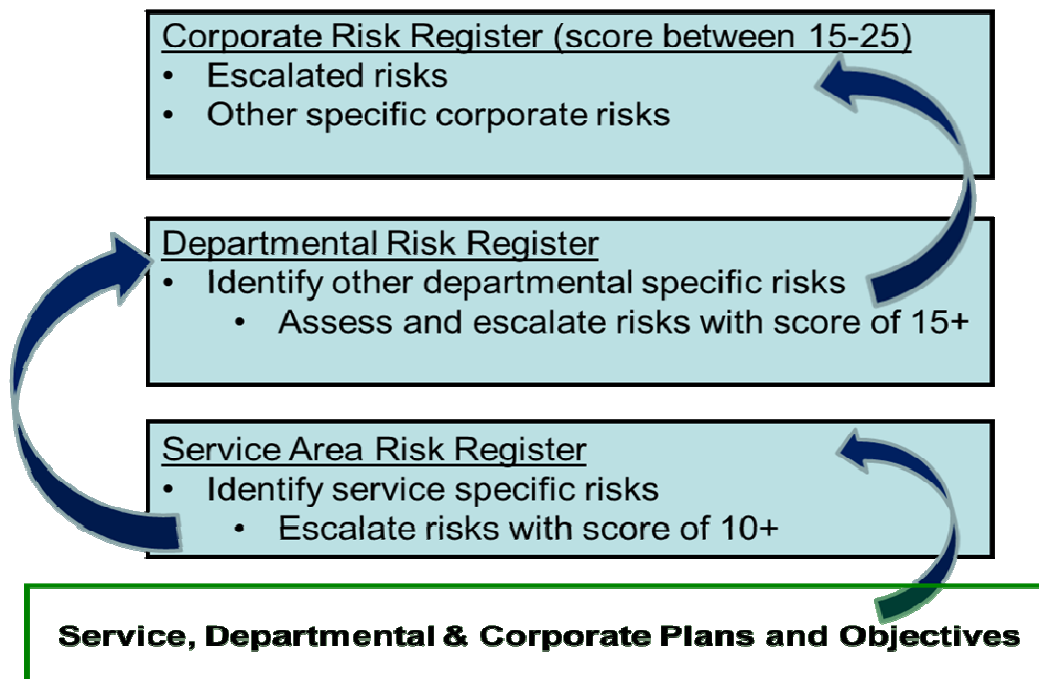 Corporate Risk Register (score between 15-25)
• Escalated risks
• Other specific corporate risks
Departmental Risk Register
• Identify other departmental specific risks
• Assess and escalate risks with score of 15+
Service Area Risk Register
• Identify service specific risks
• Escalate risks with score of 10+
Service, Departmental & Corporate Plans and Objectives